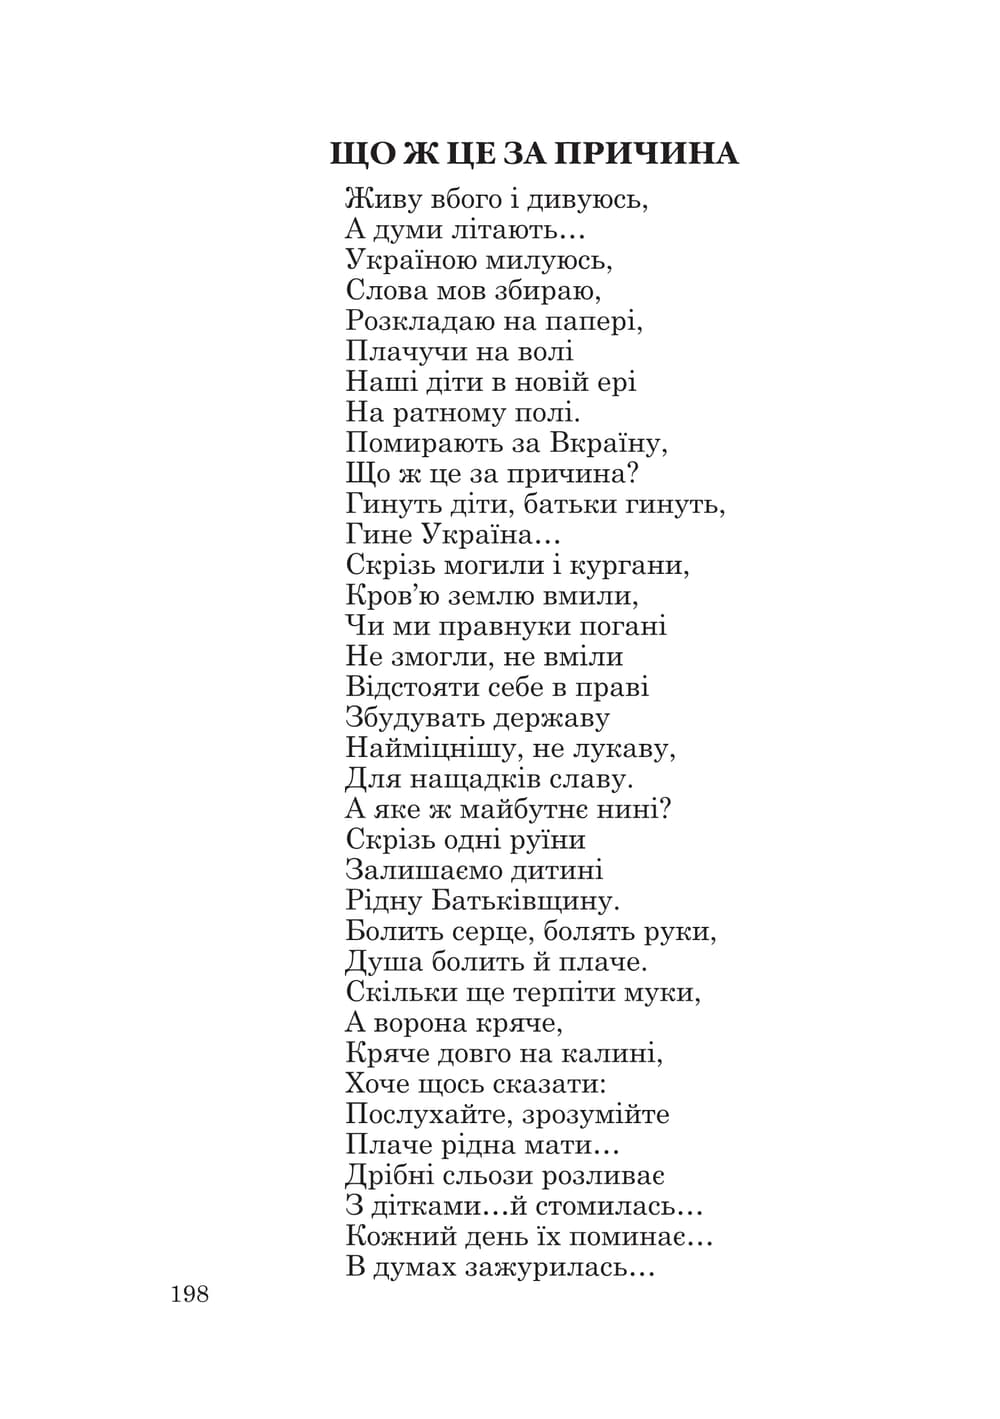 ЩО Ж ЦЕ ЗА ПРИЧИНА
Живу вбого і дивуюсь,
А думи літають...
Україною милуюсь,
Слова мов збираю,
Розкладаю на папері,
Плачучи на волі
Наші діти в новій ері
На ратному полі.
Помирають за Вкраїну,
Що ж це за причина?
Гинуть діти, батьки гинуть,
Гине Україна...
Скрізь могили і кургани,
Кров’ю землю вмили,
Чи ми правнуки погані
Не змогли, не вміли
Відстояти себе в праві
Збудувать державу
Найміцнішу, не лукаву,
Для нащадків славу.
А яке ж майбутнє нині?
Скрізь одні руїни
Залишаємо дитині
Рідну Батьківщину.
Болить серце, болять руки,
Душа болить й плаче.
Скільки ще терпіти муки,
А ворона кряче,
Кряче довго на калині,
Хоче щось сказати:
Послухайте, зрозумійте
Плаче рідна мати...
Дрібні сльози розливає
З дітками...й стомилась...
Кожний день їх поминає...
В думах зажурилась...
198